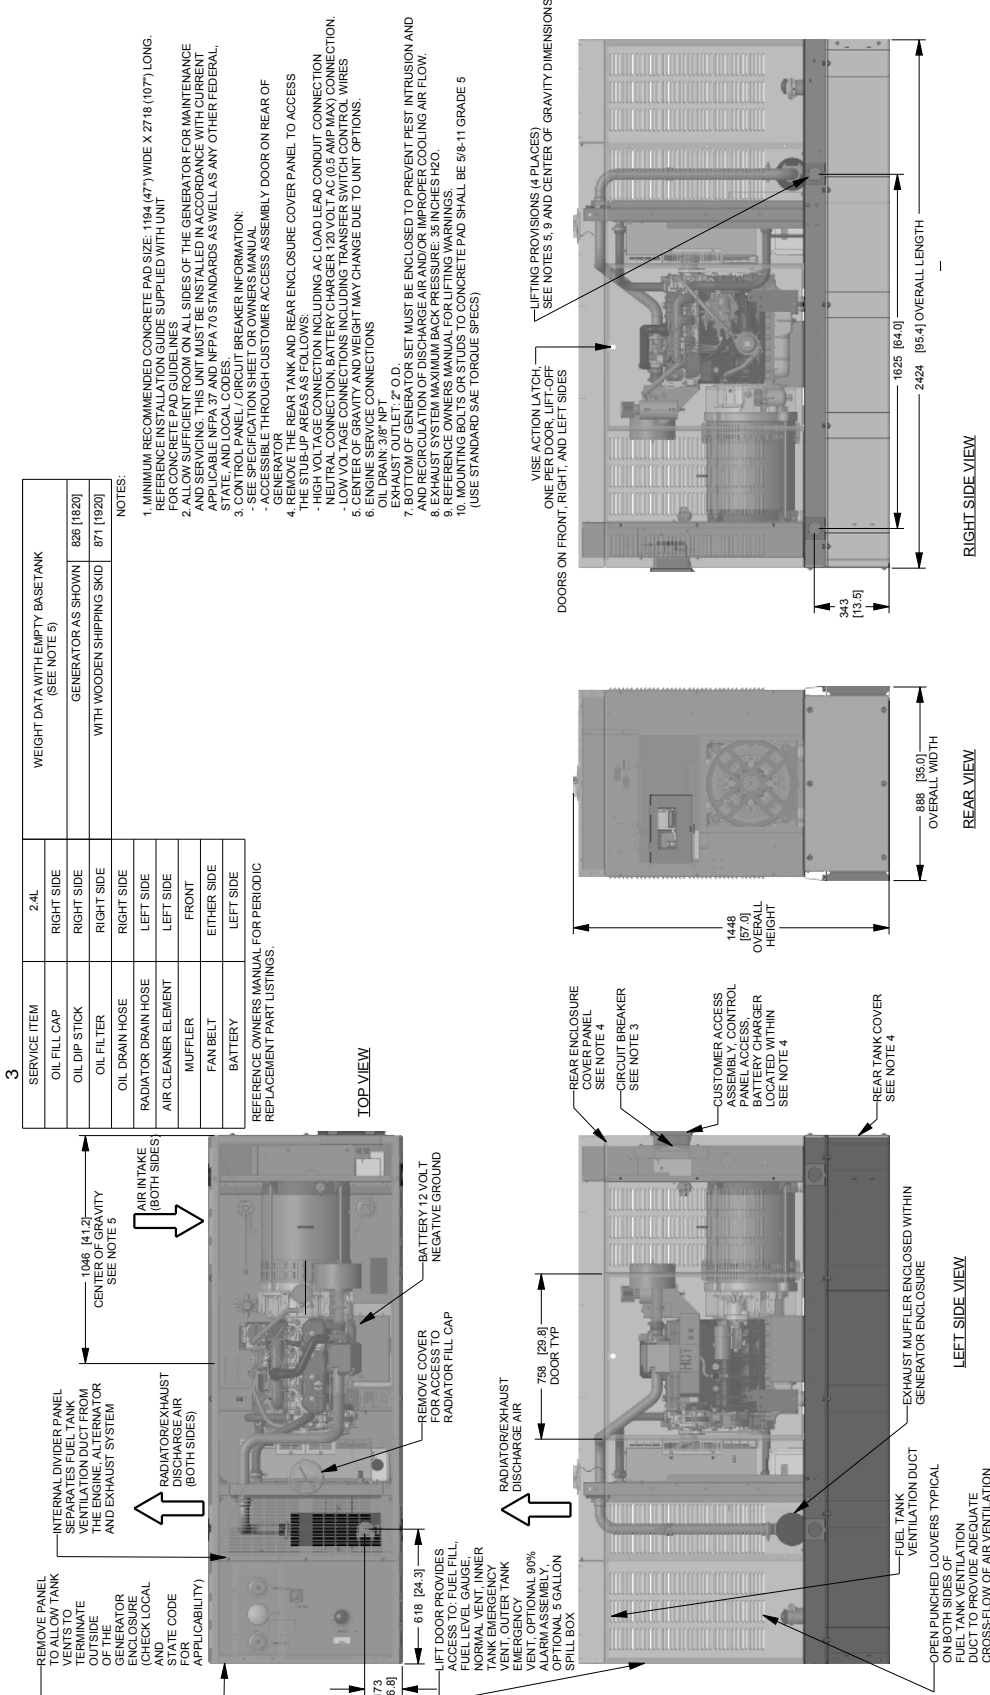 3
SERVICE ITEM 2.4L
OIL FILL CAP RIGHT SIDE
OIL DIP STICK RIGHT SIDE
OIL FILTER RIGHT SIDE
OIL DRAIN HOSE RIGHT SIDE
RADIATOR DRAIN HOSE LEFT SIDE
AIR CLEANER ELEMENT LEFT SIDE
MUFFLER FRONT
FAN BELT EITHER SIDE
BATTERY LEFT SIDE
REFERENCE OWNERS MANUAL FOR PERIODIC
REPLACEMENT PART LISTINGS.
WEIGHT DATA WITH EMPTY BASETANK
(SEE NOTE 5)
GENERATOR AS SHOWN 826 [1820]
WITH WOODEN SHIPPING SKID 871 [1920]
NOTES:
1. MINIMUM RECOMMENDED CONCRETE PAD SIZE: 1194 (47") WIDE X 2718 (107") LONG.
REFERENCE INSTALLATION GUIDE SUPPLIED WITH UNIT
FOR CONCRETE PAD GUIDELINES
2. ALLOW SUFFICIENT ROOM ON ALL SIDES OF THE GENERATOR FOR MAINTENANCE
AND SERVICING. THIS UNIT MUST BE INSTALLED IN ACCORDANCE WITH CURRENT
APPLICABLE NFPA 37 AND NFPA 70 STANDARDS AS WELL AS ANY OTHER FEDERAL,
STATE, AND LOCAL CODES.
3. CONTROL PANEL / CIRCUIT BREAKER INFORMATION:
- SEE SPECIFICATION SHEET OR OWNERS MANUAL
- ACCESSIBLE THROUGH CUSTOMER ACCESS ASSEMBLY DOOR ON REAR OF
GENERATOR
4. REMOVE THE REAR TANK AND REAR ENCLOSURE COVER PANEL TO ACCESS
THE STUB-UP AREAS AS FOLLOWS:
- HIGH VOLTAGE CONNECTION INCLUDING AC LOAD LEAD CONDUIT CONNECTION
NEUTRAL CONNECTION, BATTERY CHARGER 120 VOLT AC (0.5 AMP MAX) CONNECTION.
- LOW VOLTAGE CONNECTIONS INCLUDING TRANSFER SWITCH CONTROL WIRES
5. CENTER OF GRAVITY AND WEIGHT MAY CHANGE DUE TO UNIT OPTIONS.
6. ENGINE SERVICE CONNECTIONS
OIL DRAIN: 3/8" NPT
EXHAUST OUTLET: 2" O.D.
7. BOTTOM OF GENERATOR SET MUST BE ENCLOSED TO PREVENT PEST INTRUSION AND
AND RECIRCULATION OF DISCHARGE AIR AND/OR IMPROPER COOLING AIR FLOW.
8. EXHAUST SYSTEM MAXIMUM BACK PRESSURE: 35 INCHES H2O.
9. REFERENCE OWNERS MANUAL FOR LIFTING WARNINGS.
10. MOUNTING BOLTS OR STUDS TO CONCRETE PAD SHALL BE 5/8-11 GRADE 5
(USE STANDARD SAE TORQUE SPECS)
REMOVE PANEL
TO ALLOW TANK
VENTS TO
TERMINATE
OUTSIDE
OF THE
GENERATOR
ENCLOSURE
(CHECK LOCAL
AND
STATE CODE
FOR
APPLICABILITY)
INTERNAL DIVIDER PANEL
SEPARATES FUEL TANK
VENTILATION DUCT FROM
THE ENGINE, ALTERNATOR
AND EXHAUST SYSTEM
RADIATOR/EXHAUST
DISCHARGE AIR
(BOTH SIDES)
1046 [41.2]
CENTER OF GRAVITY
SEE NOTE 5
AIR INTAKE
(BOTH SIDES)
TOP VIEW
618 [24.3]
REMOVE COVER
FOR ACCESS TO
RADIATOR FILL CAP
BATTERY 12 VOLT
NEGATIVE GROUND
LIFT DOOR PROVIDES
ACCESS TO: FUEL FILL,
FUEL LEVEL GAUGE,
NORMAL VENT, INNER
TANK EMERGENCY
VENT, OUTER TANK
EMERGENCY
VENT, OPTIONAL 90%
ALARM ASSEMBLY,
OPTIONAL 5 GALLON
SPILL BOX
RADIATOR/EXHAUST
DISCHARGE AIR
758 [29.8]
DOOR TYP
REAR ENCLOSURE
COVER PANEL
SEE NOTE 4
CIRCUIT BREAKER
SEE NOTE 3
CUSTOMER ACCESS
ASSEMBLY, CONTROL
PANEL ACCESS,
BATTERY CHARGER
LOCATED WITHIN
SEE NOTE 4
REAR TANK COVER
SEE NOTE 4
OPEN PUNCHED LOUVERS TYPICAL
ON BOTH SIDES OF
FUEL TANK VENTILATION
DUCT TO PROVIDE ADEQUATE
CROSS-FLOW OF AIR VENTILATION
FUEL TANK
VENTILATION DUCT
EXHAUST MUFFLER ENCLOSED WITHIN
GENERATOR ENCLOSURE
LEFT SIDE VIEW
1448
[57.0]
OVERALL
HEIGHT
888 [35.0]
OVERALL WIDTH
REAR VIEW
VISE ACTION LATCH,
ONE PER DOOR, LIFT-OFF
DOORS ON FRONT, RIGHT, AND LEFT SIDES
LIFTING PROVISIONS (4 PLACES)
SEE NOTES 5, 9 AND CENTER OF GRAVITY DIMENSIONS
343
[13.5]
1625 [64.0]
2424 [95.4] OVERALL LENGTH
RIGHT SIDE VIEW